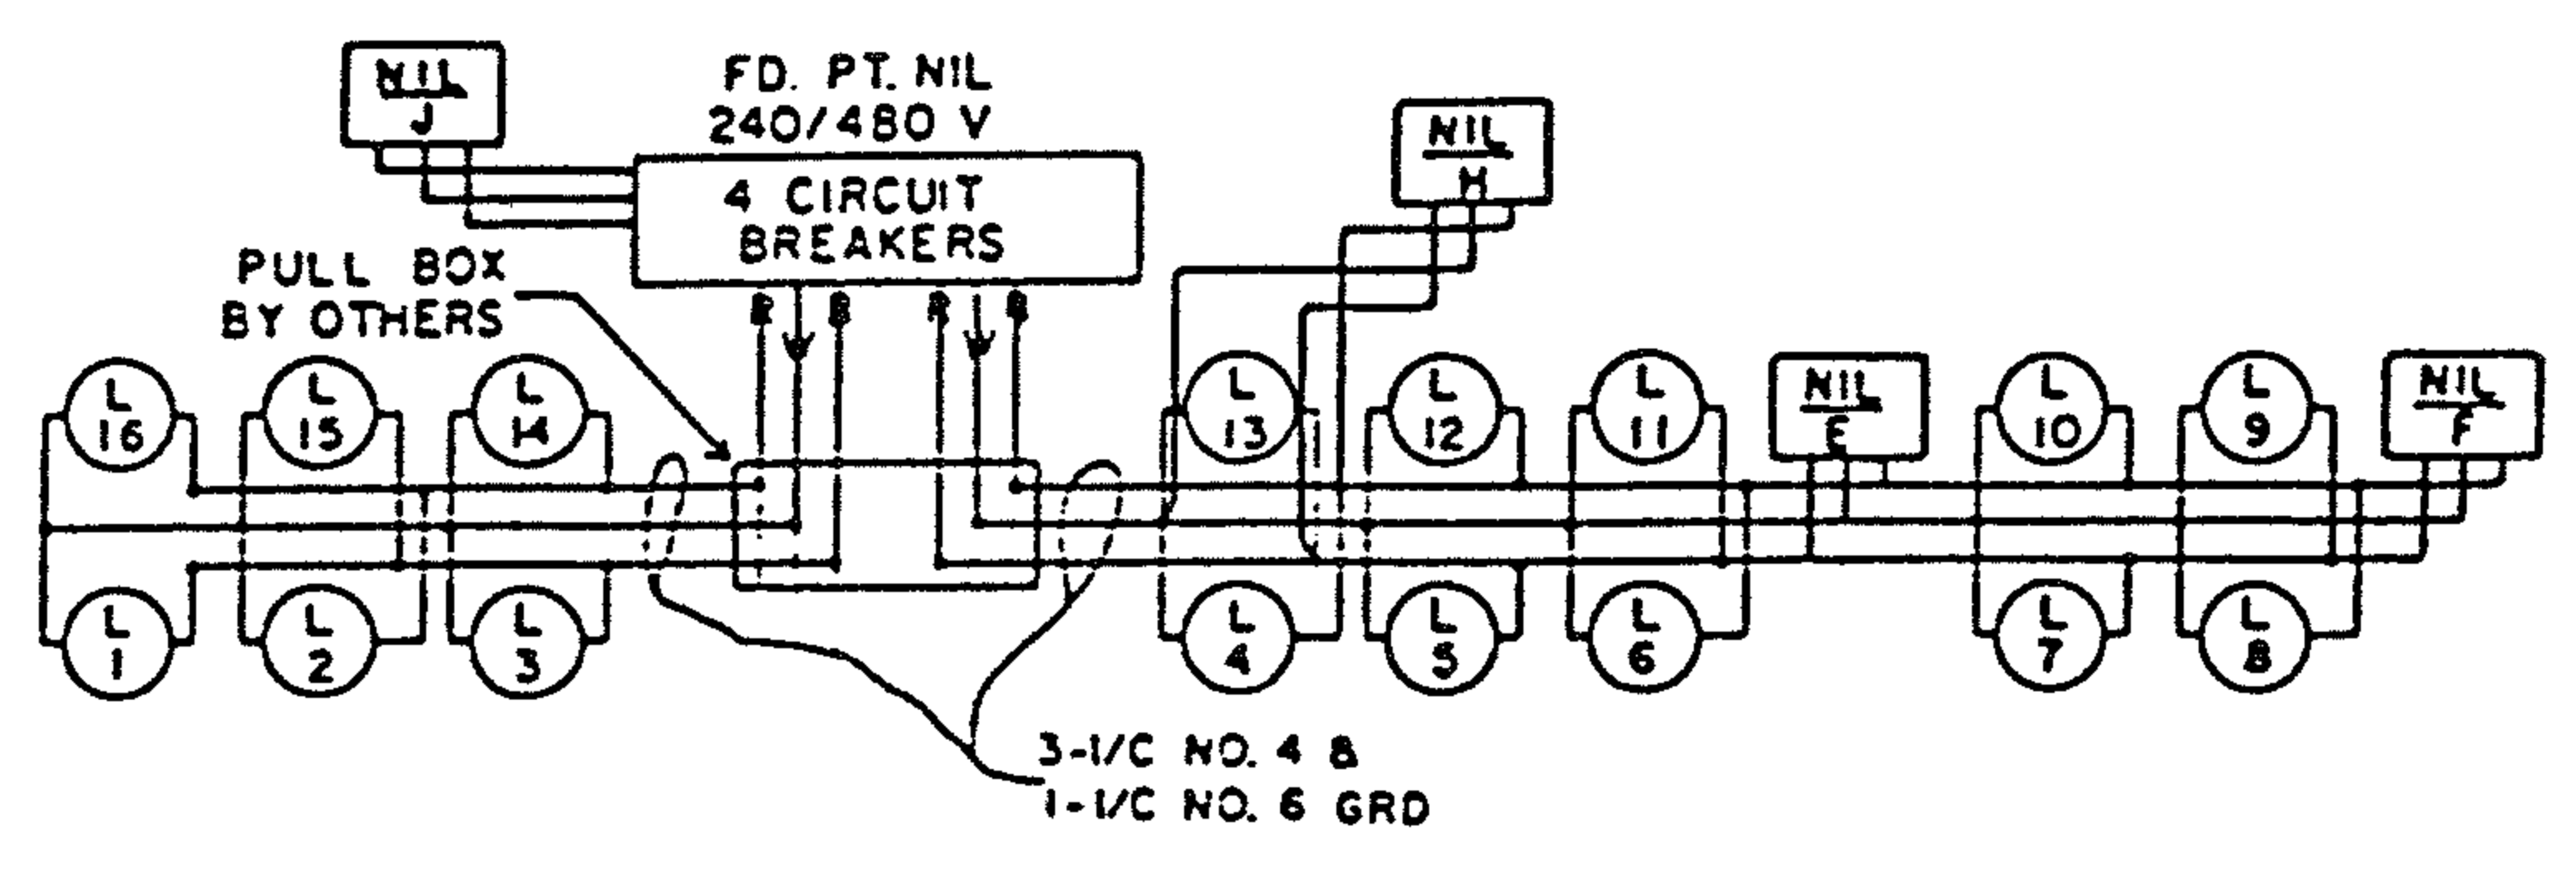 NIL
J
FD. PT. NIL
240/480 V
4 CIRCUIT
BREAKERS
NIL
H
PULL BOX
BY OTHERS
R W B R W B
L
16
L
15
L
14
L
13
L
12
L
11
NIL
E
L
10
L
9
NIL
F
L
1
L
2
L
3
L
4
L
5
L
6
L
7
L
8
3-1/C NO. 4 &
1-1/C NO. 6 GRD